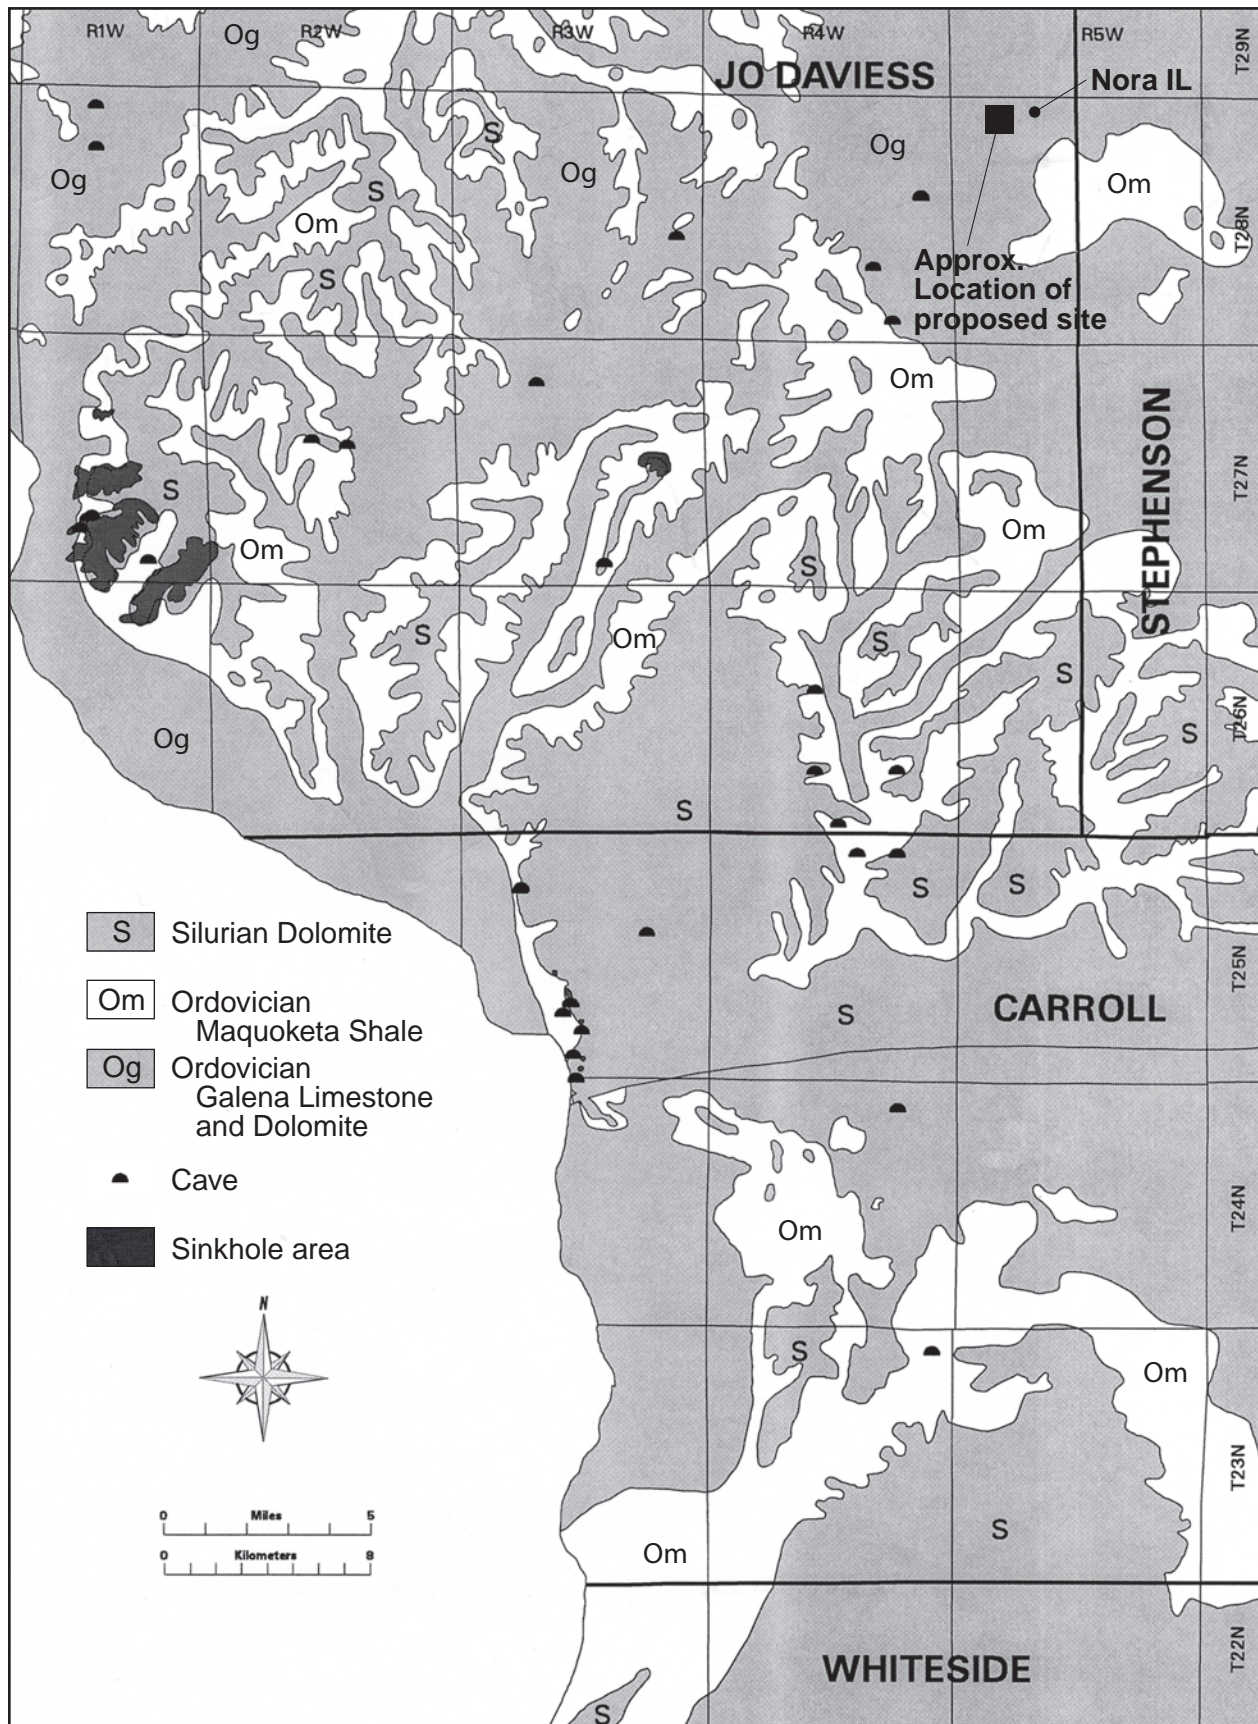 R1W
Og
R2W
R3W
R4W
R5W
T29N
JO DAVIESS
Nora IL
S
Og
Og
Og
S
Om
Om
T28N
S
Approx.
Location of
proposed site
Om
STEPHENSON
T27N
S
Om
Om
S
S
Om
S
S
S
T26N
Og
S
S
S
S
Silurian Dolomite
T25N
Om
Ordovician
Maquoketa Shale
S
CARROLL
Og
Ordovician
Galena Limestone
and Dolomite
Cave
T24N
Om
Sinkhole area
N
S
Om
T23N
0
Miles
5
0
Kilometers
8
S
Om
T22N
WHITESIDE
S